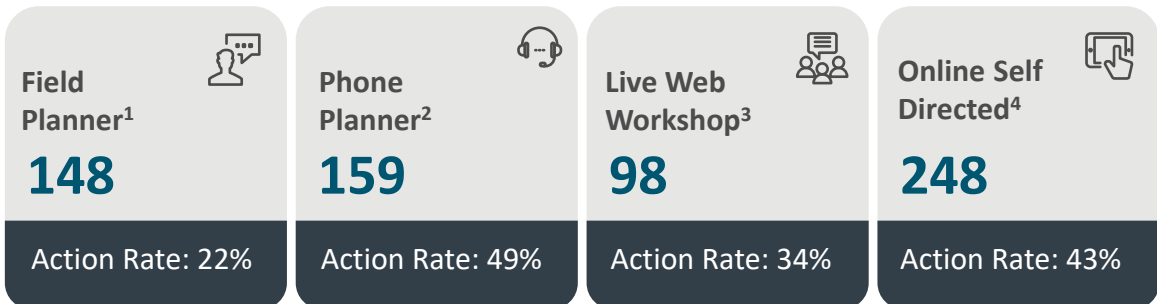 Field
Planner¹
148
Action Rate: 22%
Phone
Planner²
159
Action Rate: 49%
Live Web
Workshop³
98
Action Rate: 34%
Online Self
Directed⁴
248
Action Rate: 43%